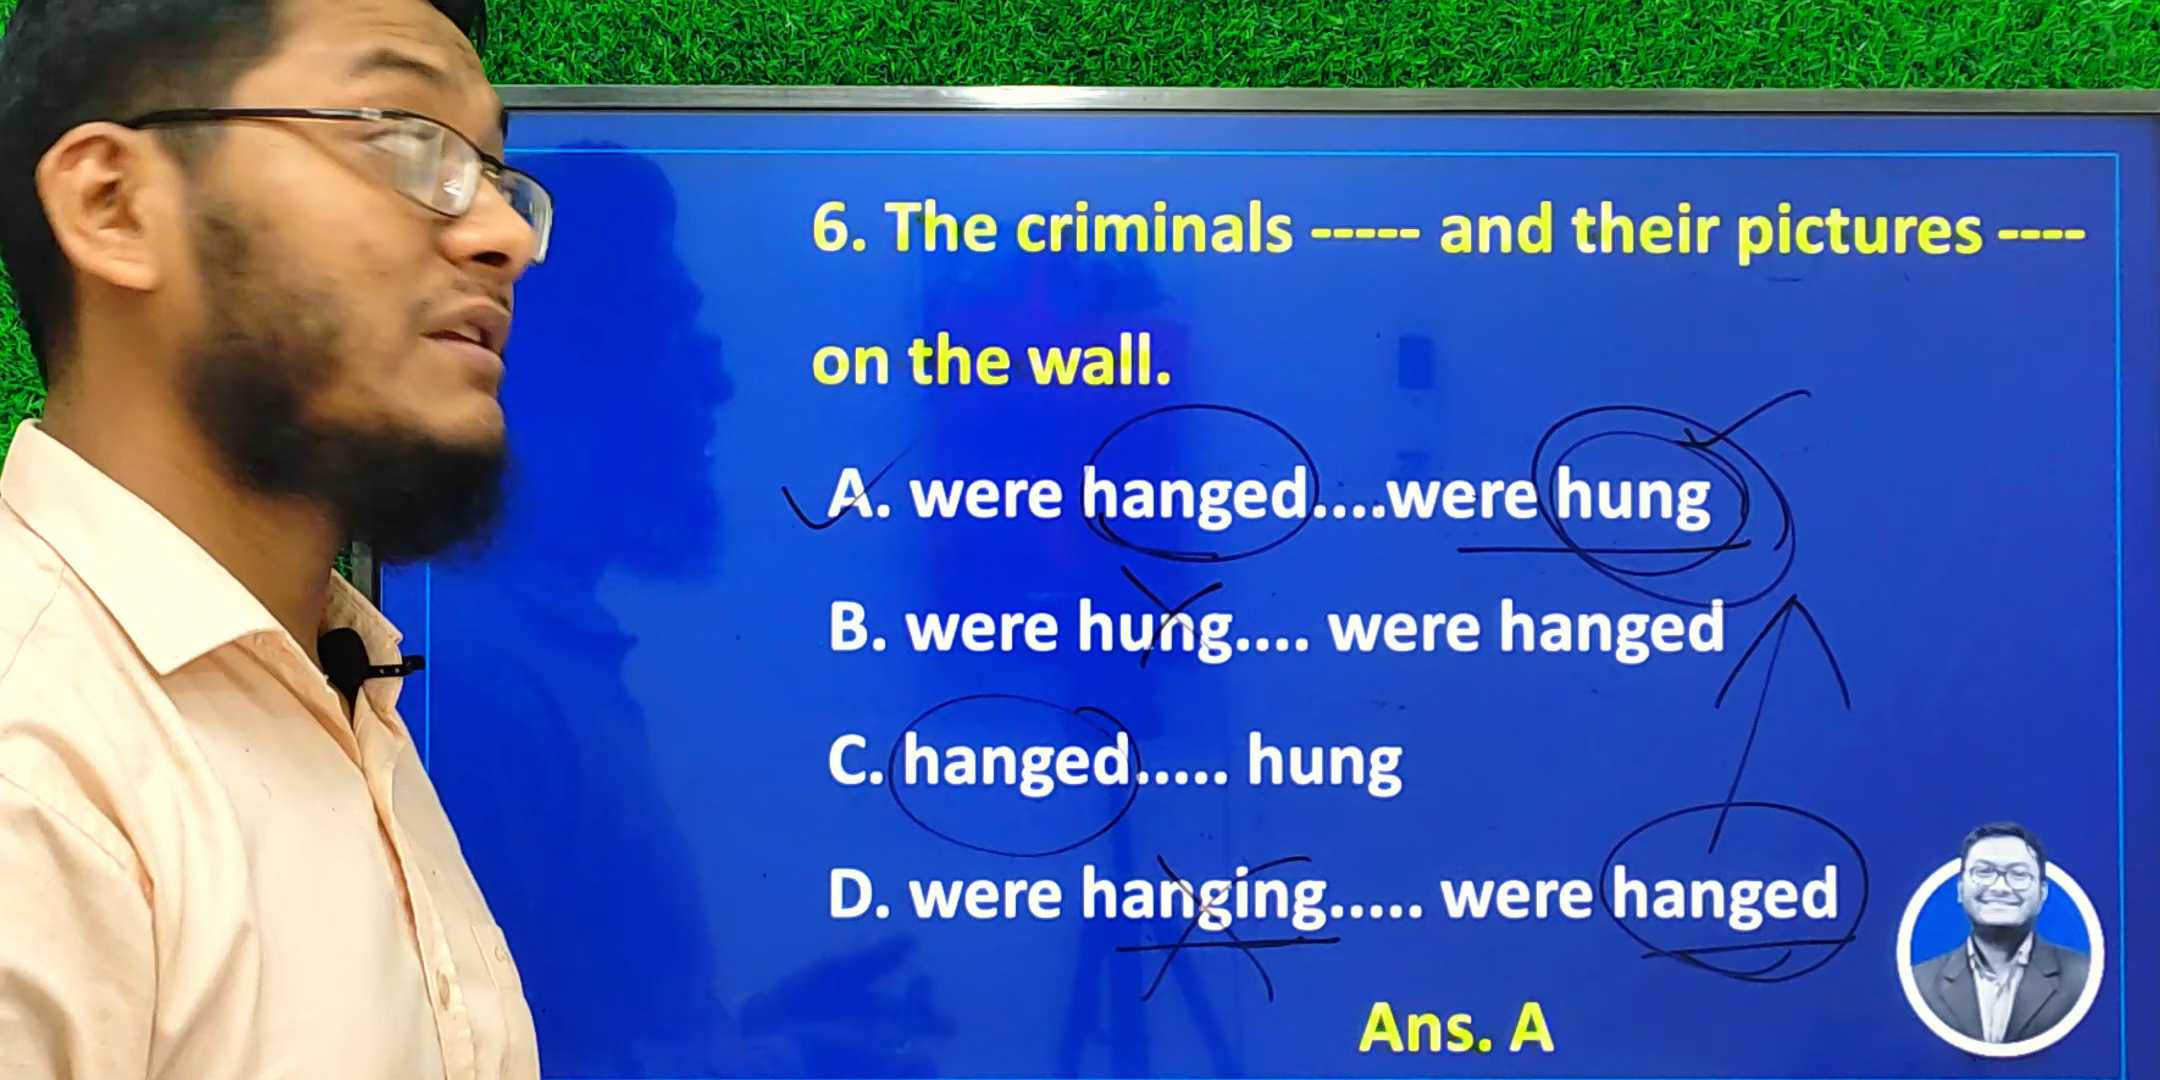 6. The criminals ----- and their pictures ----
on the wall.
A. were hanged....were hung
B. were hung.... were hanged
C. hanged..... hung
D. were hanging..... were hanged
Ans. A